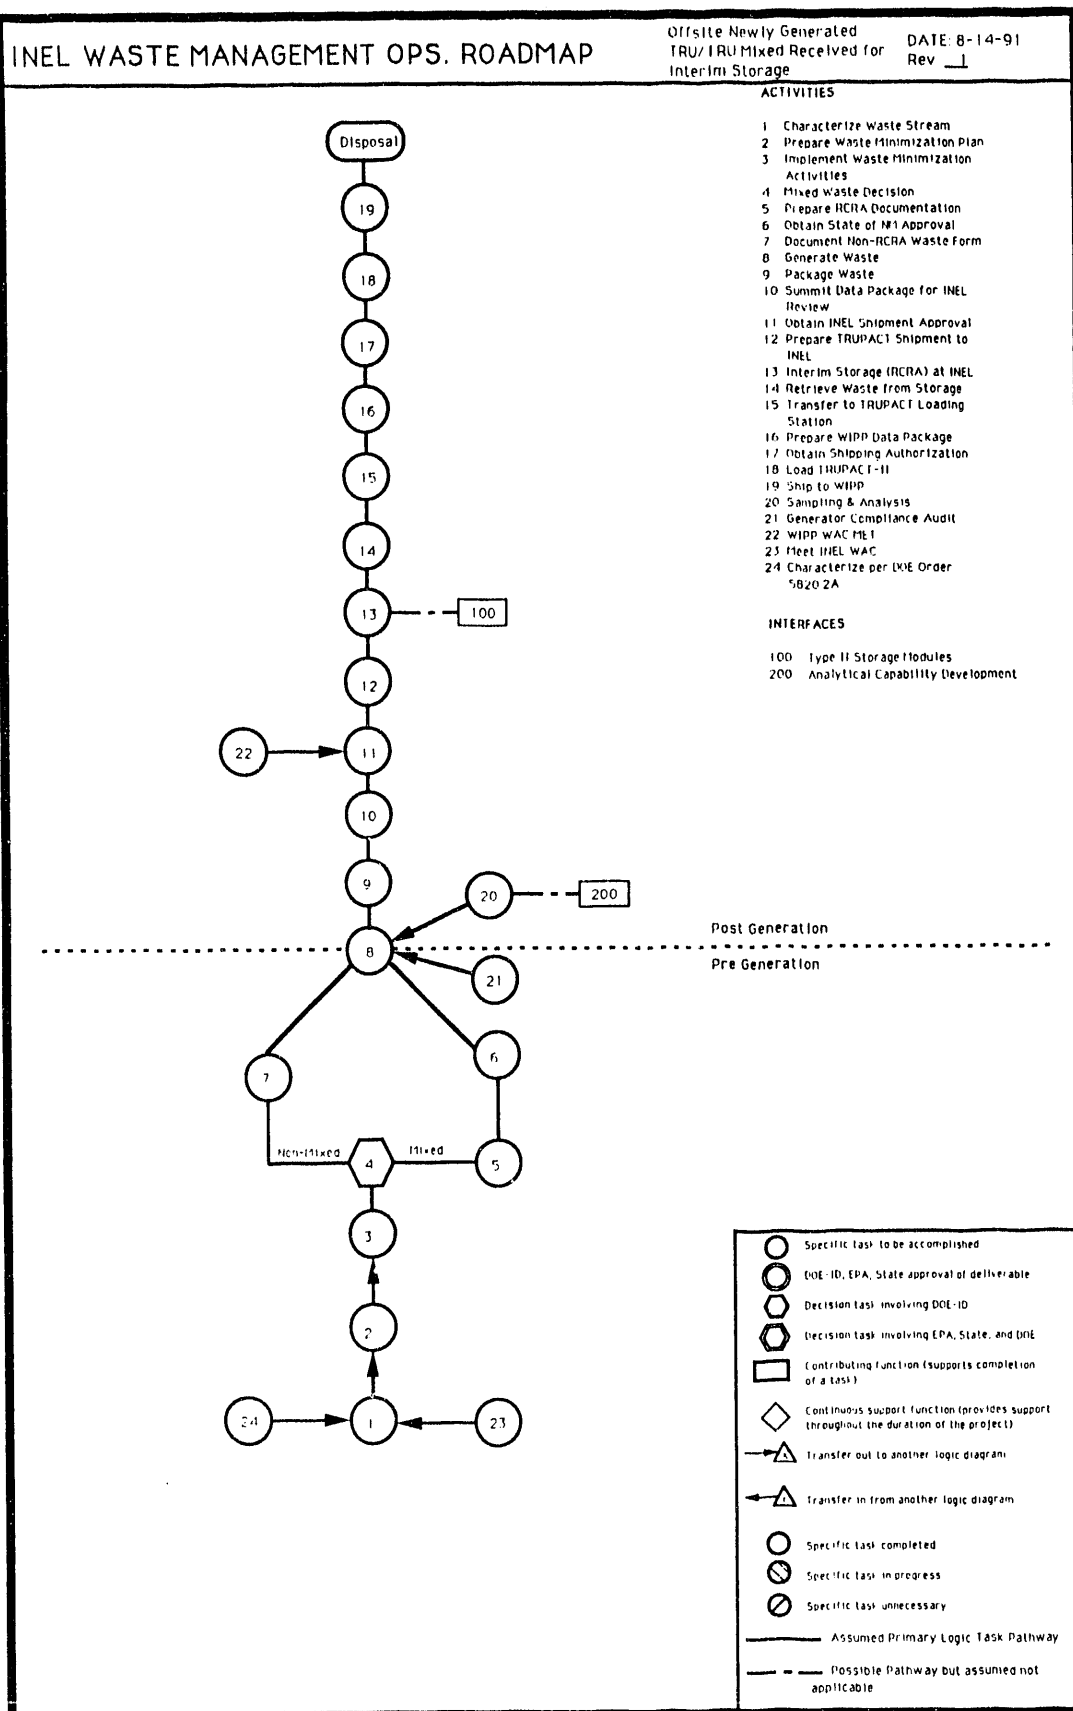 INEL WASTE MANAGEMENT OPS. ROADMAP
Offsite Newly Generated
TRU/TRU Mixed Received for
Interim Storage
DATE: 8-14-91
Rev 1
ACTIVITIES
1 Characterize Waste Stream
2 Prepare Waste Minimization Plan
3 Implement Waste Minimization
Activities
4 Mixed Waste Decision
5 Prepare RCRA Documentation
6 Obtain State of NM Approval
7 Document Non-RCRA Waste Form
8 Generate Waste
9 Package Waste
10 Summit Data Package for INEL
Review
11 Obtain INEL Shipment Approval
12 Prepare TRUPACT Shipment to
INEL
13 Interim Storage (RCRA) at INEL
14 Retrieve Waste from Storage
15 Transfer to TRUPACT Loading
Station
16 Prepare WIPP Data Package
17 Obtain Shipping Authorization
18 Load TRUPACT-II
19 Ship to WIPP
20 Sampling & Analysis
21 Generator Compliance Audit
22 WIPP WAC MET
23 Meet INEL WAC
24 Characterize per DOE Order
5820 2A
INTERFACES
100 Type II Storage Modules
200 Analytical Capability Development
Disposal
19
18
17
16
15
14
13
100
12
22
11
10
9
20
200
Post Generation
8
Pre Generation
21
6
7
Non-Mixed
4
Mixed
5
3
2
24
1
23
Specific task to be accomplished
DOE-ID, EPA, State approval of deliverable
Decision task involving DOE-ID
Decision task involving EPA, State, and DOE
Contributing function (supports completion
of a task)
Continuous support function (provides support
throughout the duration of the project)
Transfer out to another logic diagram
Transfer in from another logic diagram
Specific task completed
Specific task in progress
Specific task unnecessary
Assumed Primary Logic Task Pathway
Possible Pathway but assumed not
applicable